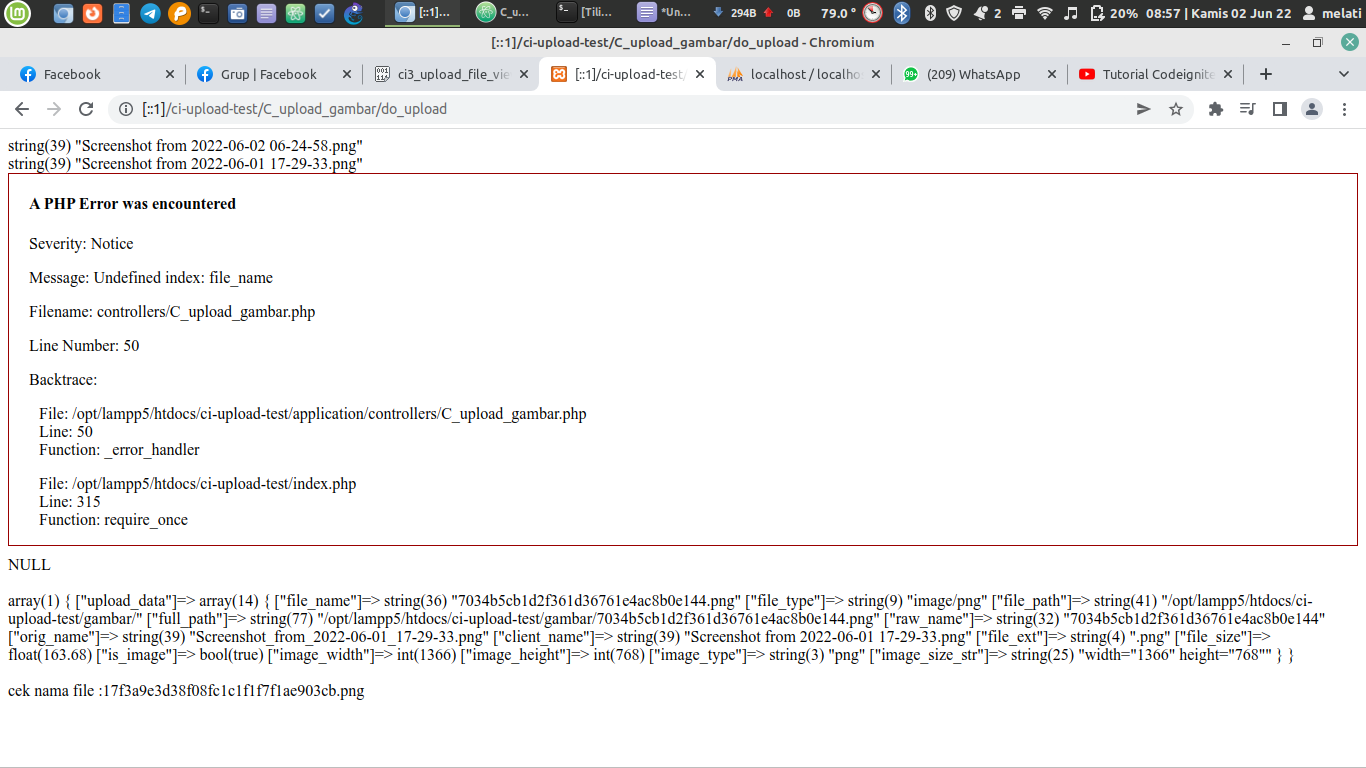 [::1]...
C_u...
[Tili...
*Un...
294B
0B
79.0 °
2
20%
08:57 | Kamis 02 Jun 22
melati
[::1]/ci-upload-test/C_upload_gambar/do_upload - Chromium
Facebook
Grup | Facebook
ci3_upload_file_vie
[::1]/ci-upload-test/
localhost / localho
(209) WhatsApp
Tutorial Codeignite
[::1]/ci-upload-test/C_upload_gambar/do_upload
string(39) "Screenshot from 2022-06-02 06-24-58.png"
string(39) "Screenshot from 2022-06-01 17-29-33.png"
A PHP Error was encountered
Severity: Notice
Message: Undefined index: file_name
Filename: controllers/C_upload_gambar.php
Line Number: 50
Backtrace:
File: /opt/lampp5/htdocs/ci-upload-test/application/controllers/C_upload_gambar.php
Line: 50
Function: _error_handler
File: /opt/lampp5/htdocs/ci-upload-test/index.php
Line: 315
Function: require_once
NULL
array(1) { ["upload_data"]=> array(14) { ["file_name"]=> string(36) "7034b5cb1d2f361d36761e4ac8b0e144.png" ["file_type"]=> string(9) "image/png" ["file_path"]=> string(41) "/opt/lampp5/htdocs/ci-
upload-test/gambar/" ["full_path"]=> string(77) "/opt/lampp5/htdocs/ci-upload-test/gambar/7034b5cb1d2f361d36761e4ac8b0e144.png" ["raw_name"]=> string(32) "7034b5cb1d2f361d36761e4ac8b0e144"
["orig_name"]=> string(39) "Screenshot_from_2022-06-01_17-29-33.png" ["client_name"]=> string(39) "Screenshot from 2022-06-01 17-29-33.png" ["file_ext"]=> string(4) ".png" ["file_size"]=>
float(163.68) ["is_image"]=> bool(true) ["image_width"]=> int(1366) ["image_height"]=> int(768) ["image_type"]=> string(3) "png" ["image_size_str"]=> string(25) "width="1366" height="768"" } }
cek nama file :17f3a9e3d38f08fc1c1f1f7f1ae903cb.png